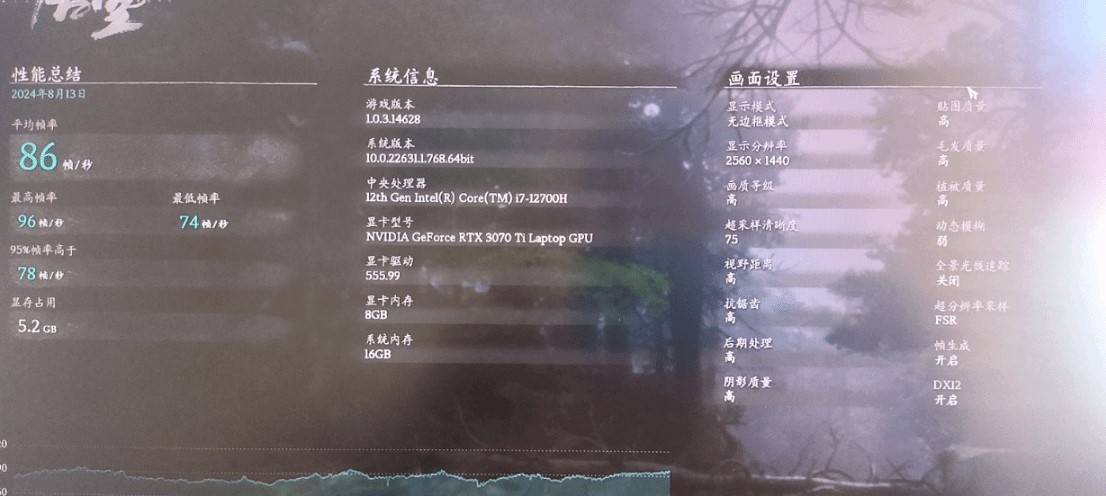 悟空
性能总结
2024年8月13日
平均帧率
86 帧/秒
最高帧率
96 帧/秒
最低帧率
74 帧/秒
95%帧率高于
78 帧/秒
显存占用
5.2 GB
20
90
60
系统信息
游戏版本
1.0.3.14628
系统版本
10.0.22631.1.768.64bit
中央处理器
12th Gen Intel(R) Core(TM) i7-12700H
显卡型号
NVIDIA GeForce RTX 3070 Ti Laptop GPU
显卡驱动
555.99
显卡内存
8GB
系统内存
16GB
画面设置
显示模式
无边框模式
显示分辨率
2560 × 1440
画质等级
高
超采样清晰度
75
视野距离
高
抗锯齿
高
后期处理
高
阴影质量
高
贴图质量
高
毛发质量
高
植被质量
高
动态模糊
弱
全景光线追踪
关闭
超分辨率采样
FSR
帧生成
开启
DX12
开启